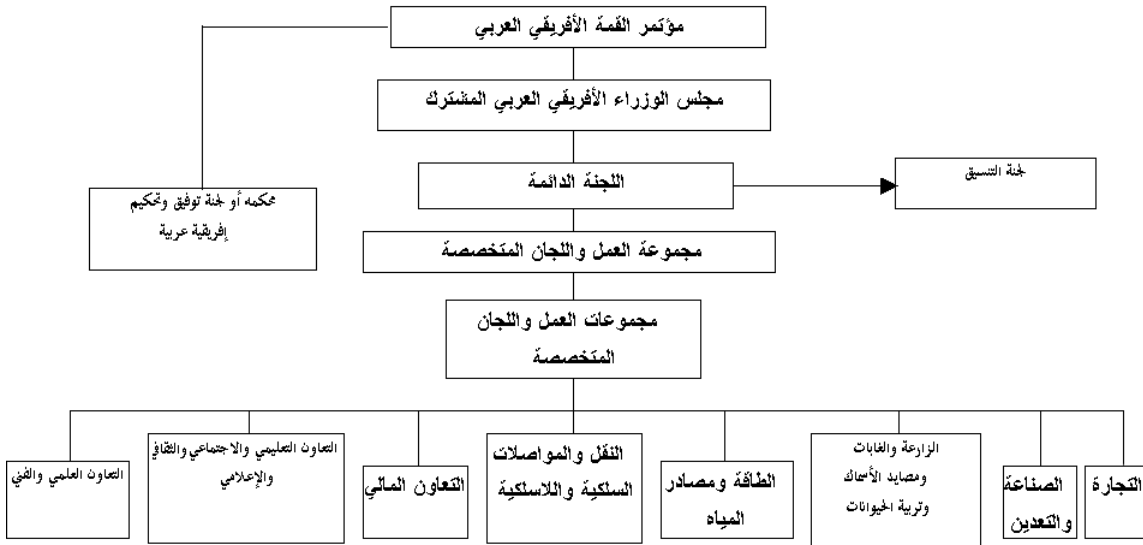 مؤتمر القمة الأفريقي العربي
مجلس الوزراء الأفريقي العربي المشترك
اللجنة الدائمة
لجنة التنسيق
محكمه أو لجنة توفيق وتحكيم
إفريقية عربية
مجموعة العمل واللجان المتخصصة
مجموعات العمل واللجان
المتخصصة
التجارة
الصناعة
والتعدين
الزارعة والغابات
ومصايد الأسماك
وتربية الحيوانات
الطاقة ومصادر
المياه
النقل والمواصلات
السلكية واللاسلكية
التعاون المالي
التعاون التعليمي والاجتماعي والثقافي
والإعلامي
التعاون العلمي والفني